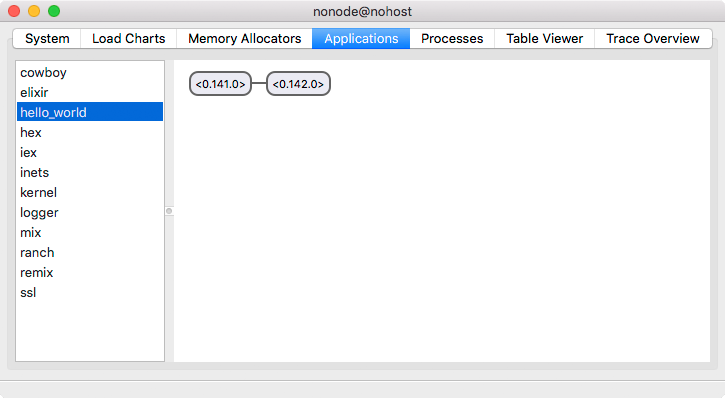 nonode@nohost
System Load Charts Memory Allocators Applications Processes Table Viewer Trace Overview
cowboy
elixir
hello_world
hex
iex
inets
kernel
logger
mix
ranch
remix
ssl
<0.141.0> <0.142.0>